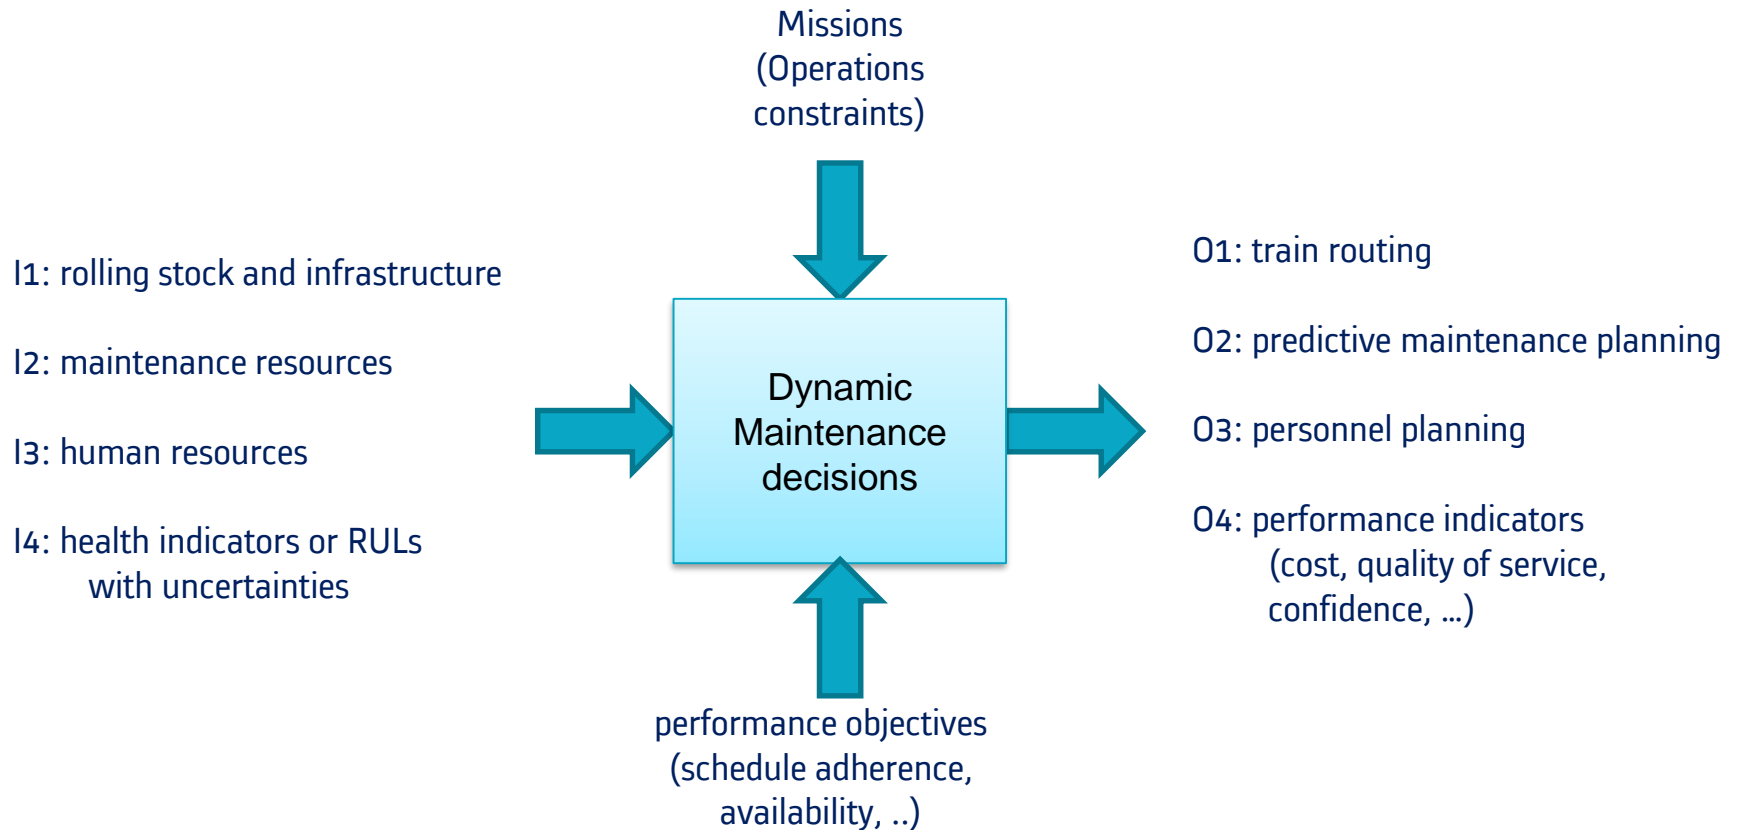 Missions
(Operations
constraints)
I1: rolling stock and infrastructure
I2: maintenance resources
I3: human resources
I4: health indicators or RULs
with uncertainties
Dynamic
Maintenance
decisions
O1: train routing
O2: predictive maintenance planning
O3: personnel planning
O4: performance indicators
(cost, quality of service,
confidence, …)
performance objectives
(schedule adherence,
availability, ..)